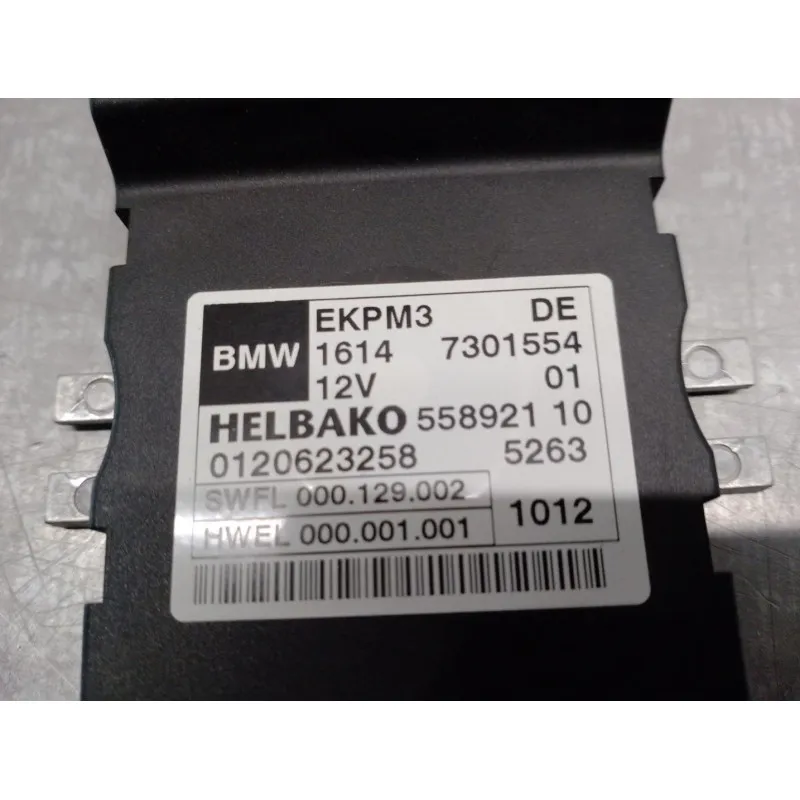 BMW EKPM3 DE
1614 7301554
12V 01
HELBAKO 558921 10
0120623258 5263
SWFL 000.129.002
HWEL 000.001.001 1012